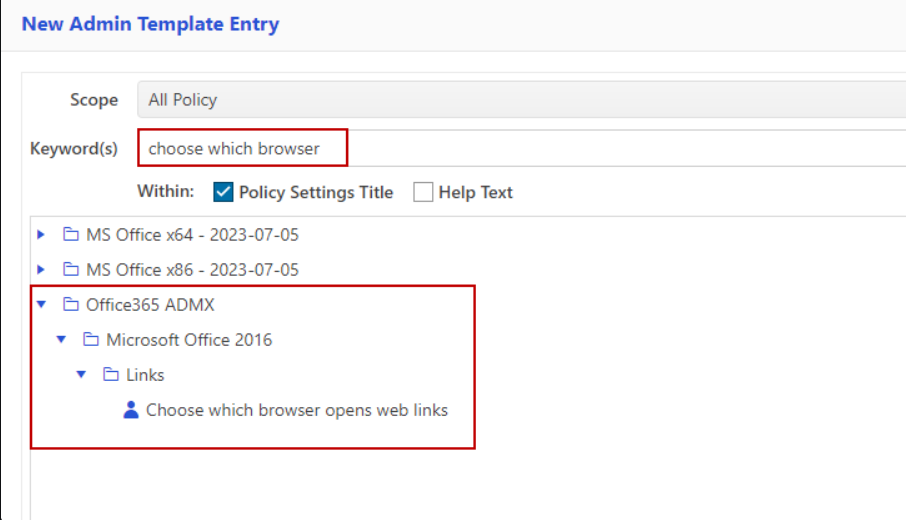 New Admin Template Entry
Scope All Policy
Keyword(s) choose which browser
Within: Policy Settings Title Help Text
MS Office x64 - 2023-07-05
MS Office x86 - 2023-07-05
Office365 ADMX
Microsoft Office 2016
Links
Choose which browser opens web links